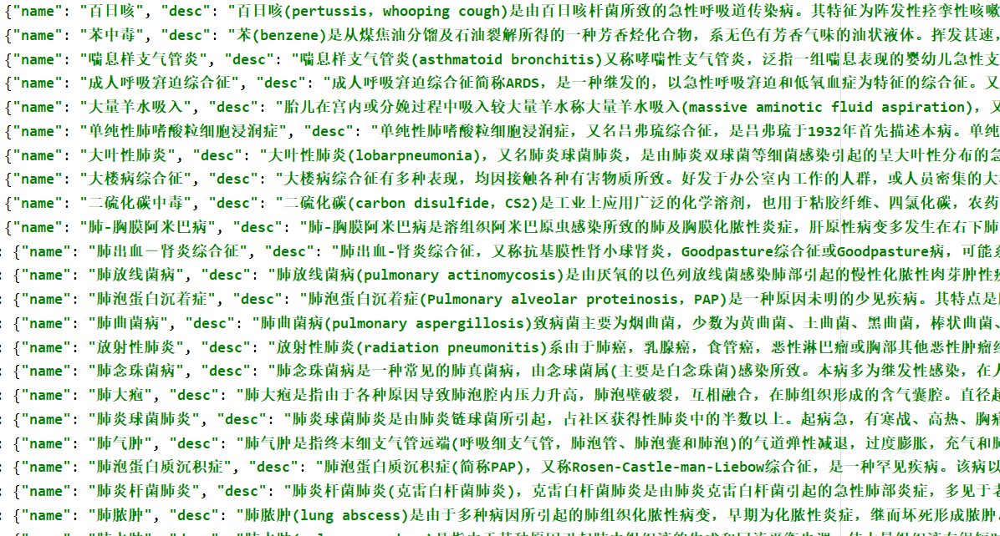 {"name": "百日咳", "desc": "百日咳(pertussis，whooping cough)是由百日咳杆菌所致的急性呼吸道传染病。其特征为阵发性痉挛性咳嗽
{"name": "苯中毒", "desc": "苯(benzene)是从煤焦油分馏及石油裂解所得的一种芳香烃化合物，系无色有芳香气味的油状液体。挥发甚速，
{"name": "喘息样支气管炎", "desc": "喘息样支气管炎(asthmatoid bronchitis)又称哮喘性支气管炎，泛指一组喘息表现的婴幼儿急性支
{"name": "成人呼吸窘迫综合征", "desc": "成人呼吸窘迫综合征简称ARDS，是一种继发的，以急性呼吸窘迫和低氧血症为特征的综合征。又
{"name": "大量羊水吸入", "desc": "胎儿在宫内或分娩过程中吸入较大量羊水称大量羊水吸入(massive aminotic fluid aspiration)，又
{"name": "单纯性肺嗜酸粒细胞浸润症", "desc": "单纯性肺嗜酸粒细胞浸润症，又名吕弗琉综合征，是吕弗琉于1932年首先描述本病。单纯
{"name": "大叶性肺炎", "desc": "大叶性肺炎(lobarpneumonia)，又名肺炎球菌肺炎，是由肺炎双球菌等细菌感染引起的呈大叶性分布的急
{"name": "大楼病综合征", "desc": "大楼病综合征有多种表现，均因接触各种有害物质所致。好发于办公室内工作的人群，或人员密集的大
{"name": "二硫化碳中毒", "desc": "二硫化碳(carbon disulfide，CS2)是工业上应用广泛的化学溶剂，也用于粘胶纤维、四氯化碳，农药
{"name": "肺-胸膜阿米巴病", "desc": "肺-胸膜阿米巴病是溶组织阿米巴原虫感染所致的肺及胸膜化脓性炎症，肝原性病变多发生在右下肺
: {"name": "肺出血－肾炎综合征", "desc": "肺出血-肾炎综合征，又称抗基膜性肾小球肾炎，Goodpasture综合征或Goodpasture病，可能系
: {"name": "肺放线菌病", "desc": "肺放线菌病(pulmonary actinomycosis)是由厌氧的以色列放线菌感染肺部引起的慢性化脓性肉芽肿性疾
: {"name": "肺泡蛋白沉着症", "desc": "肺泡蛋白沉着症(Pulmonary alveolar proteinosis，PAP)是一种原因未明的少见疾病。其特点是
: {"name": "肺曲菌病", "desc": "肺曲菌病(pulmonary aspergillosis)致病菌主要为烟曲菌，少数为黄曲菌、土曲菌、黑曲菌，棒状曲菌、
: {"name": "放射性肺炎", "desc": "放射性肺炎(radiation pneumonitis)系由于肺癌，乳腺癌，食管癌，恶性淋巴瘤或胸部其他恶性肿瘤经
: {"name": "肺念珠菌病", "desc": "肺念珠菌病是一种常见的肺真菌病，由念球菌属(主要是白念珠菌)感染所致。本病多为继发性感染，在人
: {"name": "肺大疱", "desc": "肺大疱是指由于各种原因导致肺泡腔内压力升高，肺泡壁破裂，互相融合，在肺组织形成的含气囊腔。直径超
: {"name": "肺炎球菌肺炎", "desc": "肺炎球菌肺炎是由肺炎链球菌所引起，占社区获得性肺炎中的半数以上。起病急，有寒战、高热、胸痛
: {"name": "肺气肿", "desc": "肺气肿是指终末细支气管远端(呼吸细支气管，肺泡管、肺泡囊和肺泡)的气道弹性减退，过度膨胀，充气和肺
: {"name": "肺泡蛋白质沉积症", "desc": "肺泡蛋白质沉积症(简称PAP)，又称Rosen-Castle-man-Liebow综合征，是一种罕见疾病。该病以
: {"name": "肺炎杆菌肺炎", "desc": "肺炎杆菌肺炎(克雷白杆菌肺炎)，克雷白杆菌肺炎是由肺炎克雷白杆菌引起的急性肺部炎症，多见于老
: {"name": "肺脓肿", "desc": "肺脓肿(lung abscess)是由于多种病因所引起的肺组织化脓性病变，早期为化脓性炎症，继而坏死形成脓肿